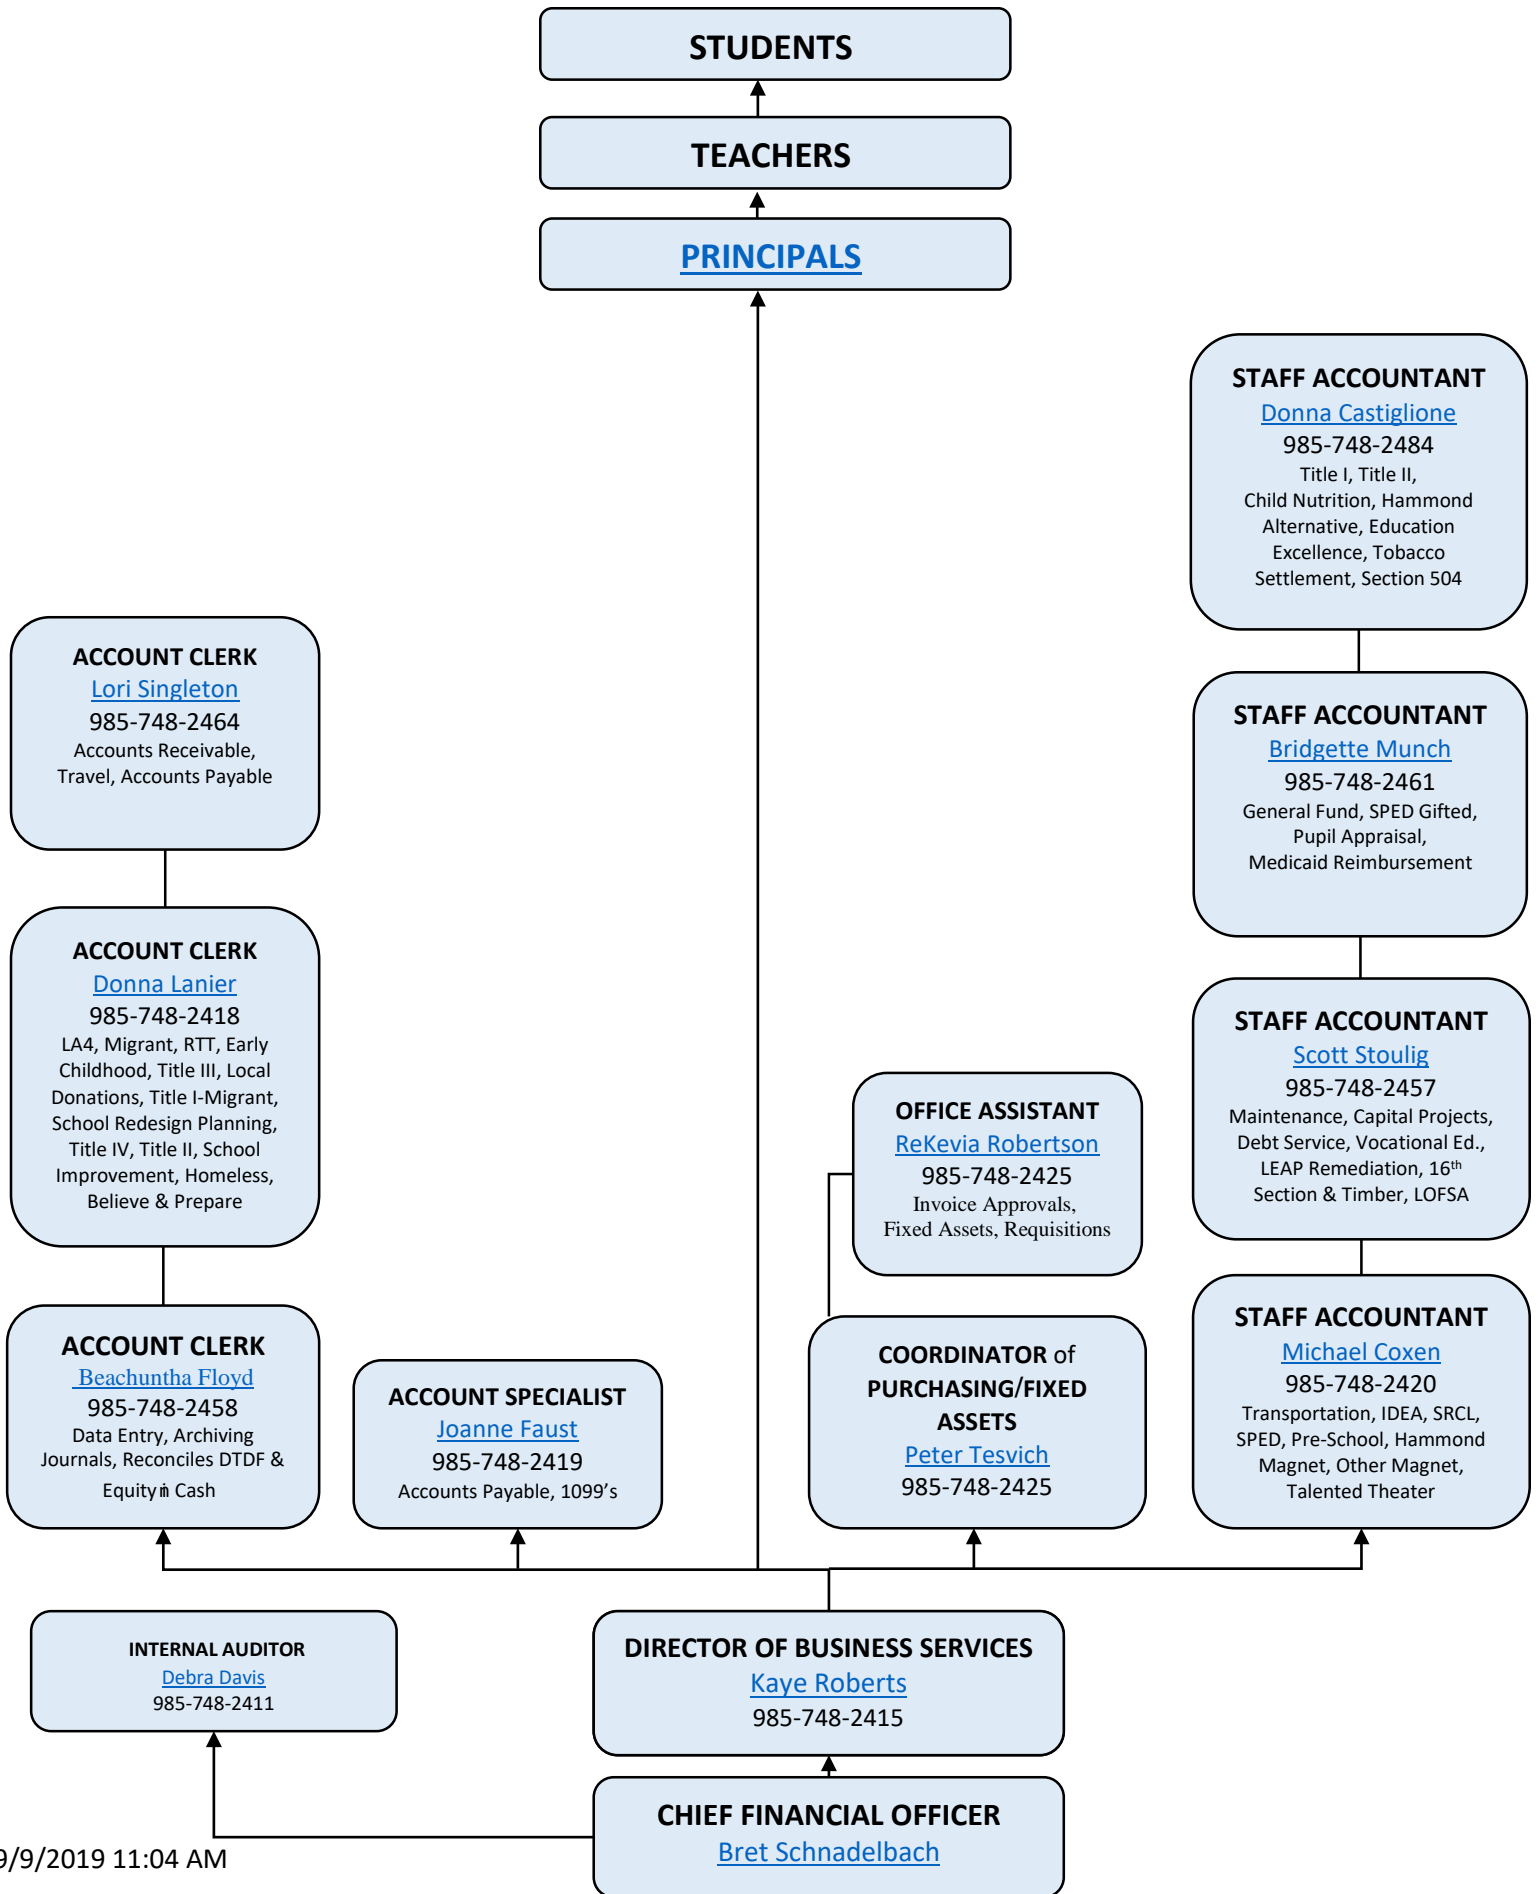 STUDENTS
TEACHERS
PRINCIPALS
STAFF ACCOUNTANT
Donna Castiglione
985-748-2484
Title I, Title II,
Child Nutrition, Hammond
Alternative, Education
Excellence, Tobacco
Settlement, Section 504
ACCOUNT CLERK
Lori Singleton
985-748-2464
Accounts Receivable,
Travel, Accounts Payable
STAFF ACCOUNTANT
Bridgette Munch
985-748-2461
General Fund, SPED Gifted,
Pupil Appraisal,
Medicaid Reimbursement
ACCOUNT CLERK
Donna Lanier
985-748-2418
LA4, Migrant, RTT, Early
Childhood, Title III, Local
Donations, Title I-Migrant,
School Redesign Planning,
Title IV, Title II, School
Improvement, Homeless,
Believe & Prepare
STAFF ACCOUNTANT
Scott Stoulig
985-748-2457
Maintenance, Capital Projects,
Debt Service, Vocational Ed.,
LEAP Remediation, 16th
Section & Timber, LOFSA
OFFICE ASSISTANT
ReKevia Robertson
985-748-2425
Invoice Approvals,
Fixed Assets, Requisitions
ACCOUNT CLERK
Beachuntha Floyd
985-748-2458
Data Entry, Archiving
Journals, Reconciles DTDF &
Equity in Cash
ACCOUNT SPECIALIST
Joanne Faust
985-748-2419
Accounts Payable, 1099's
COORDINATOR of
PURCHASING/FIXED
ASSETS
Peter Tesvich
985-748-2425
STAFF ACCOUNTANT
Michael Coxen
985-748-2420
Transportation, IDEA, SRCL,
SPED, Pre-School, Hammond
Magnet, Other Magnet,
Talented Theater
INTERNAL AUDITOR
Debra Davis
985-748-2411
DIRECTOR OF BUSINESS SERVICES
Kaye Roberts
985-748-2415
CHIEF FINANCIAL OFFICER
Bret Schnadelbach
9/9/2019 11:04 AM